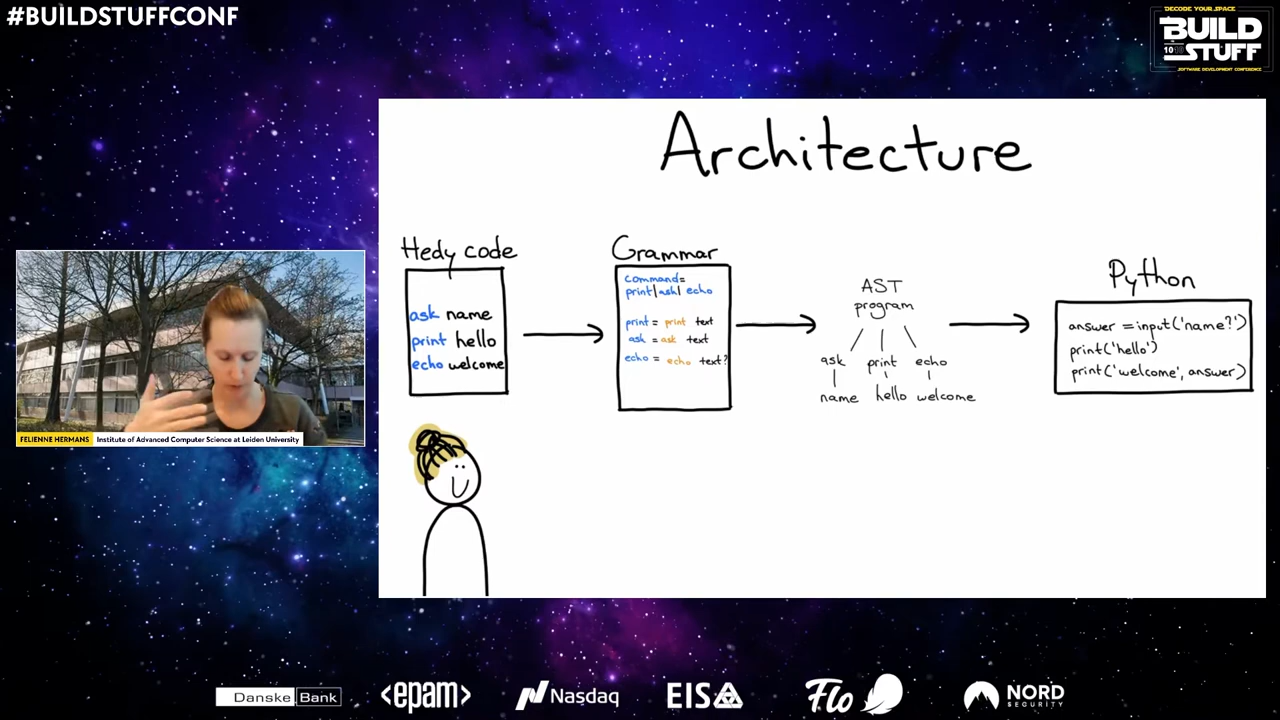 #BUILDSTUFFCONF
DECODE YOUR SPACE
BUILD
STUFF
SOFTWARE DEVELOPMENT CONFERENCE
Architecture
Hedy code
ask name
print hello
echo welcome
Grammar
command=
print|ask| echo
print = print text
ask = ask text
echo = echo text?
AST
program
ask print echo
name hello welcome
Python
answer =input('name?')
print('hello')
print('welcome', answer)
FELIENNE HERMANS Institute of Advanced Computer Science at Leiden University
Danske Bank
<epam>
Nasdaq
EIS
Flo
NORD
SECURITY